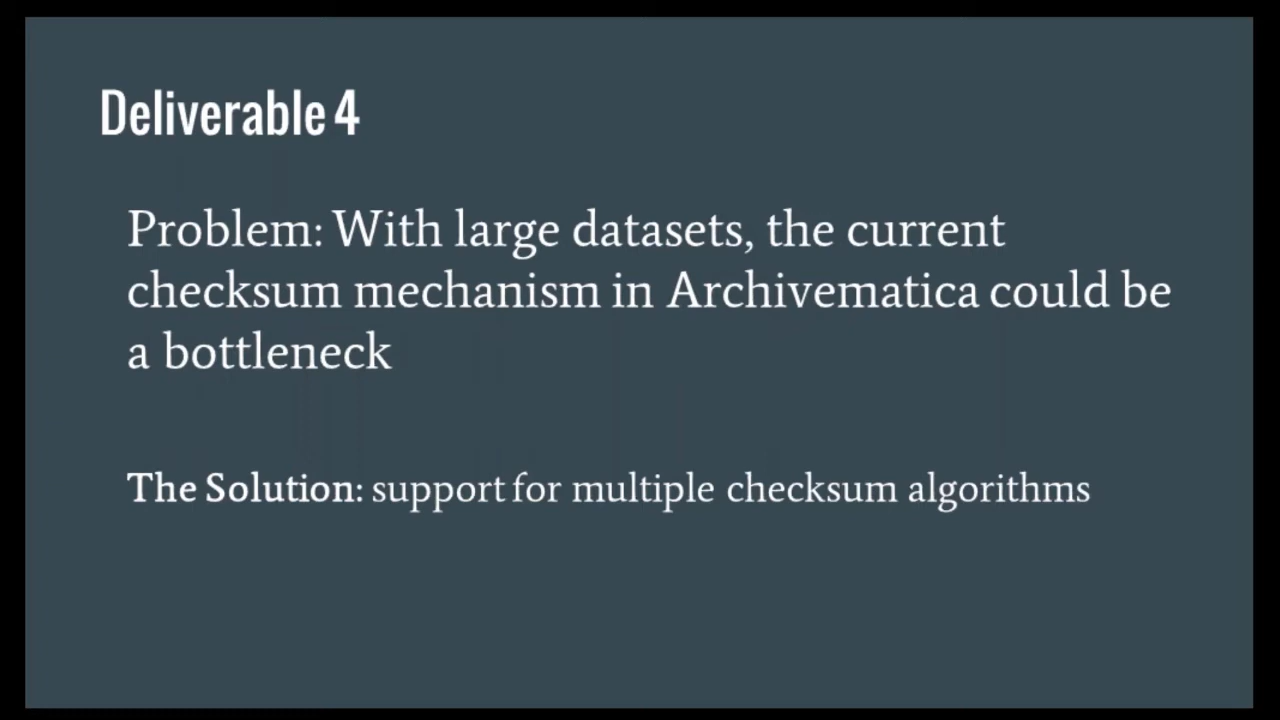 Deliverable 4
Problem: With large datasets, the current
checksum mechanism in Archivematica could be
a bottleneck
The Solution: support for multiple checksum algorithms